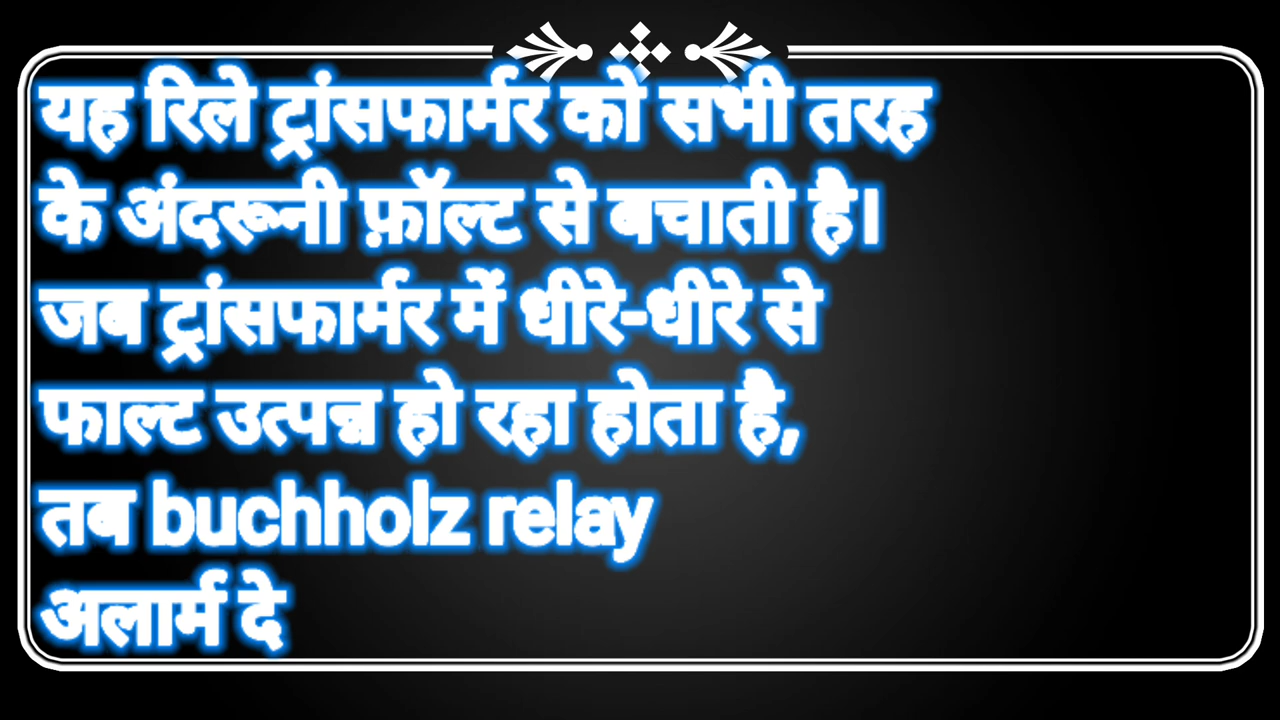 यह रिले ट्रांसफार्मर को सभी तरह
के अंदरूनी फ़ॉल्ट से बचाती है।
जब ट्रांसफार्मर में धीरे-धीरे से
फाल्ट उत्पन्न हो रहा होता है,
तब buchholz relay
अलार्म दे